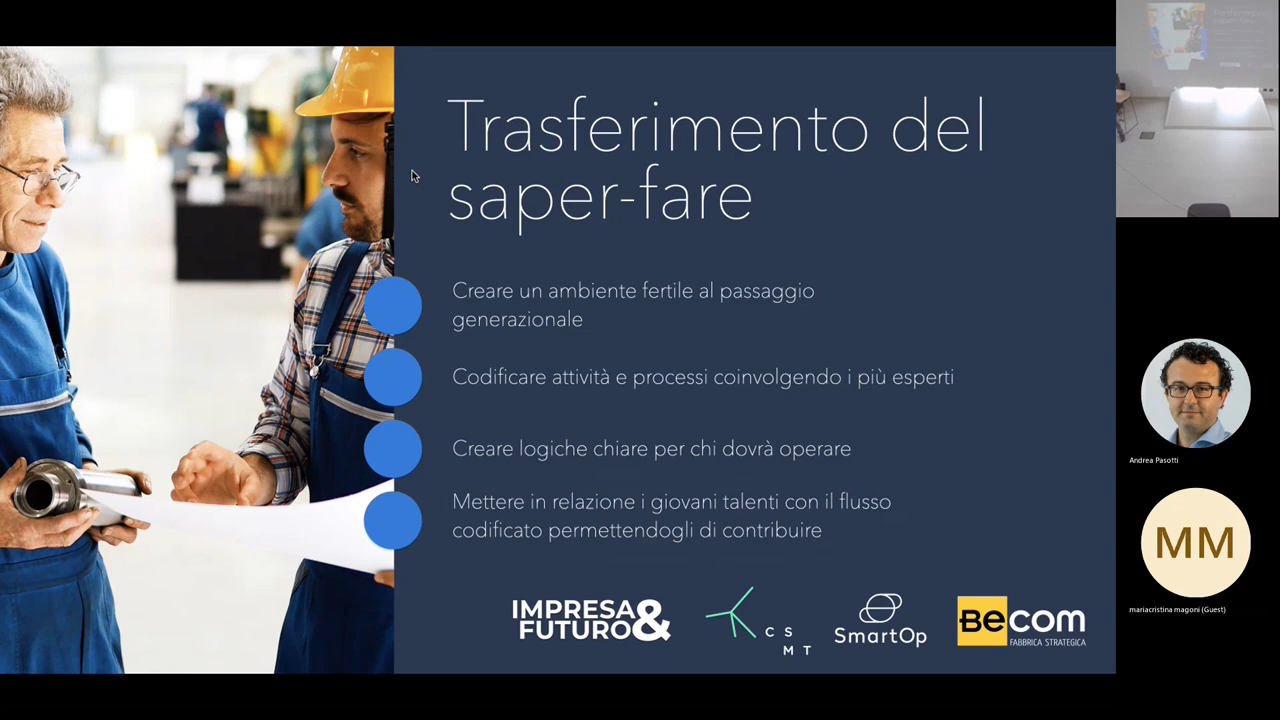 Trasferimento del
saper-fare
Creare un ambiente fertile al passaggio
generazionale
Codificare attività e processi coinvolgendo i più esperti
Creare logiche chiare per chi dovrà operare
Mettere in relazione i giovani talenti con il flusso
codificato permettendogli di contribuire
IMPRESA&
FUTURO
C S
M T
SmartOp
Becom
FABBRICA STRATEGICA
Andrea Pasotti
MM
mariacristina magoni (Guest)